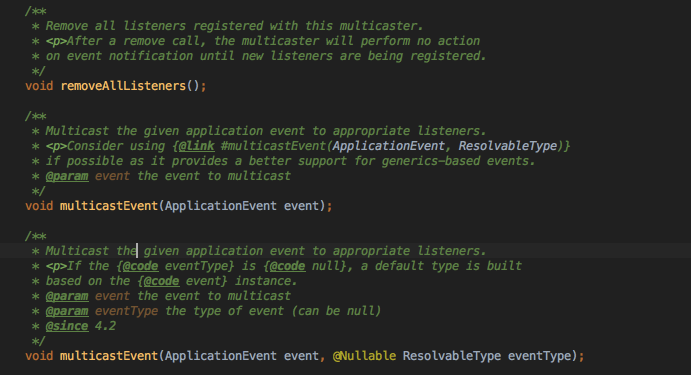 /**
* Remove all listeners registered with this multicaster.
* <p>After a remove call, the multicaster will perform no action
* on event notification until new listeners are being registered.
*/
void removeAllListeners();
/**
* Multicast the given application event to appropriate listeners.
* <p>Consider using {@link #multicastEvent(ApplicationEvent, ResolvableType)}
* if possible as it provides a better support for generics-based events.
* @param event the event to multicast
*/
void multicastEvent(ApplicationEvent event);
/**
* Multicast the given application event to appropriate listeners.
* <p>If the {@code eventType} is {@code null}, a default type is built
* based on the {@code event} instance.
* @param event the event to multicast
* @param eventType the type of event (can be null)
* @since 4.2
*/
void multicastEvent(ApplicationEvent event, @Nullable ResolvableType eventType);